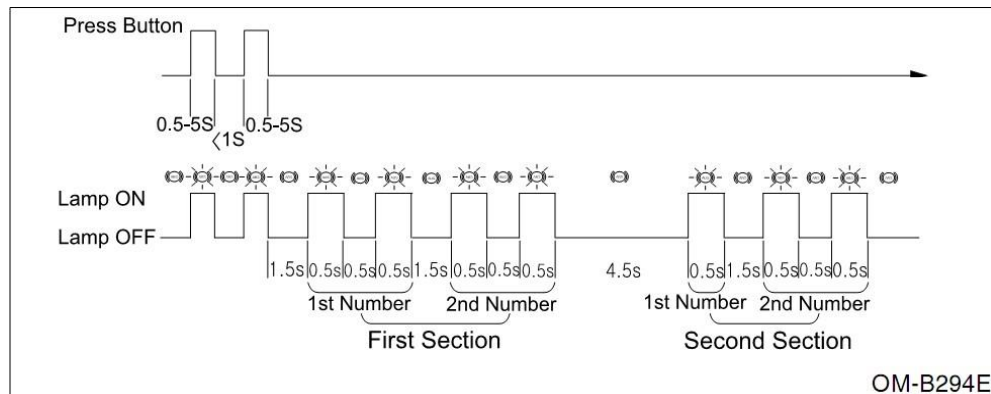 Press Button
0.5-5S 0.5-5S
〈1S
Lamp ON
Lamp OFF
1.5s 0.5s 0.5s 0.5s 1.5s 0.5s 0.5s 0.5s 4.5s 0.5s 1.5s 0.5s 0.5s 0.5s
1st Number 2nd Number 1st Number 2nd Number
First Section Second Section
OM-B294E